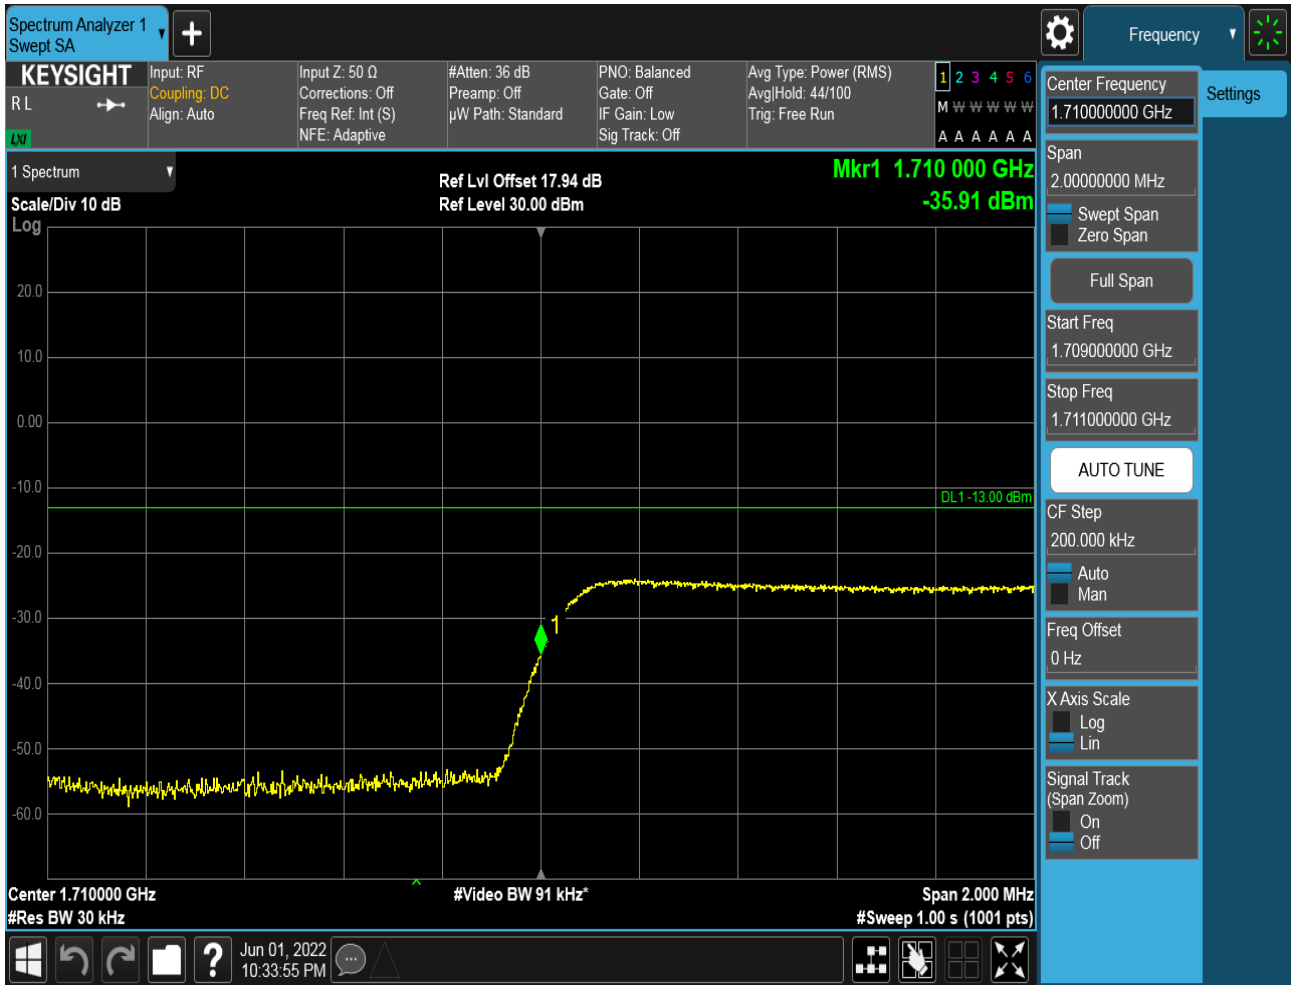 Spectrum Analyzer 1
Swept SA
Frequency
KEYSIGHT
R L
LXI
Input: RF
Coupling: DC
Align: Auto
Input Z: 50 Ω
Corrections: Off
Freq Ref: Int (S)
NFE: Adaptive
#Atten: 36 dB
Preamp: Off
µW Path: Standard
PNO: Balanced
Gate: Off
IF Gain: Low
Sig Track: Off
Avg Type: Power (RMS)
Avg|Hold: 44/100
Trig: Free Run
1 2 3 4 5 6
M W W W W W
A A A A A A
1 Spectrum
Scale/Div 10 dB
Log
Ref Lvl Offset 17.94 dB
Ref Level 30.00 dBm
Mkr1 1.710 000 GHz
-35.91 dBm
20.0
10.0
0.00
-10.0
DL1 -13.00 dBm
-20.0
-30.0
1
-40.0
-50.0
-60.0
Center 1.710000 GHz
#Video BW 91 kHz*
Span 2.000 MHz
#Res BW 30 kHz
#Sweep 1.00 s (1001 pts)
?
Jun 01, 2022
10:33:55 PM
Center Frequency
1.710000000 GHz
Settings
Span
2.00000000 MHz
Swept Span
Zero Span
Full Span
Start Freq
1.709000000 GHz
Stop Freq
1.711000000 GHz
AUTO TUNE
CF Step
200.000 kHz
Auto
Man
Freq Offset
0 Hz
X Axis Scale
Log
Lin
Signal Track
(Span Zoom)
On
Off